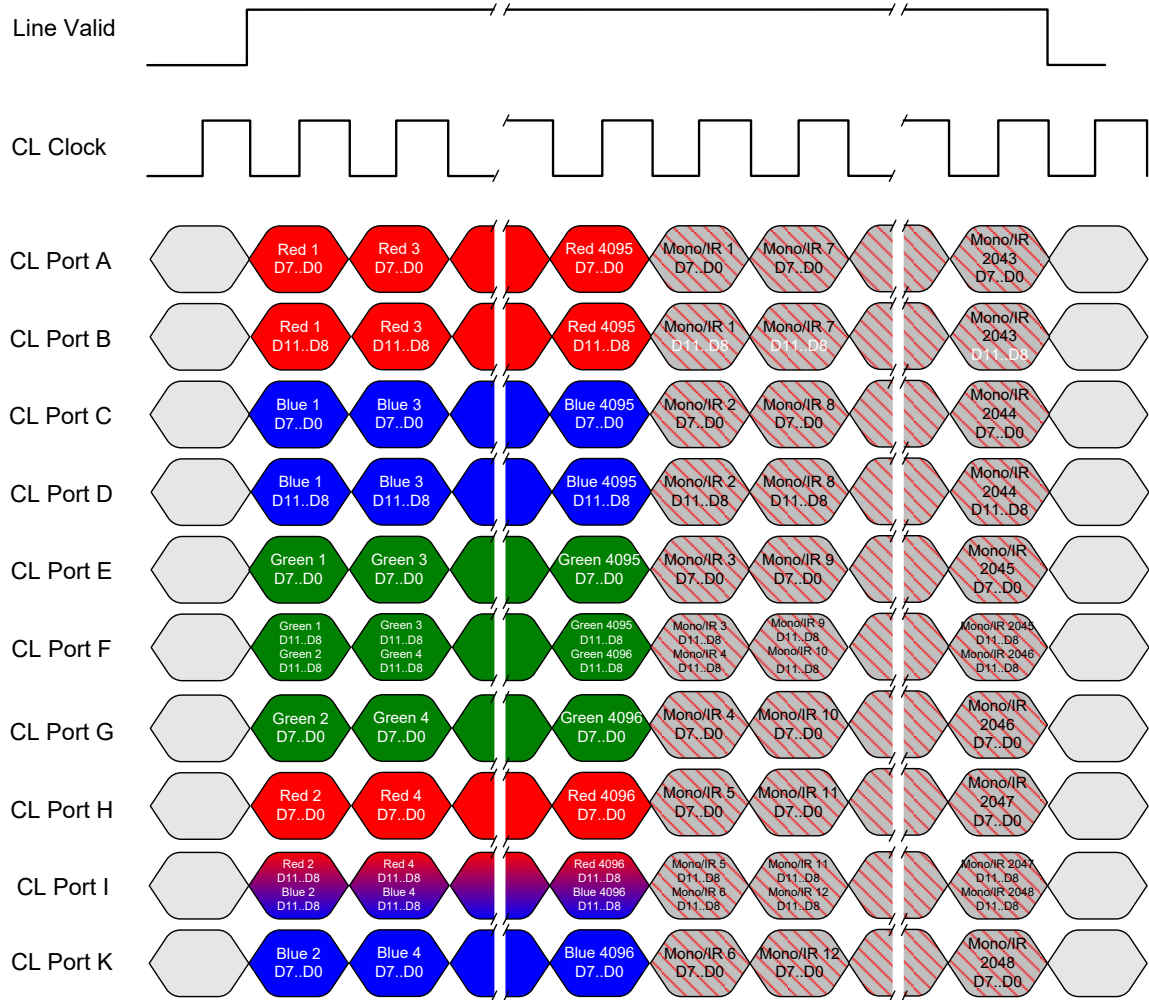 Line Valid
CL Clock
CL Port A
Red 1
D7..D0
Red 3
D7..D0
Red 4095
D7..D0
Mono/IR 1
D7..D0
Mono/IR 7
D7..D0
Mono/IR
2043
D7..D0
CL Port B
Red 1
D11..D8
Red 3
D11..D8
Red 4095
D11..D8
Mono/IR 1
D11..D8
Mono/IR 7
D11..D8
Mono/IR
2043
D11..D8
CL Port C
Blue 1
D7..D0
Blue 3
D7..D0
Blue 4095
D7..D0
Mono/IR 2
D7..D0
Mono/IR 8
D7..D0
Mono/IR
2044
D7..D0
CL Port D
Blue 1
D11..D8
Blue 3
D11..D8
Blue 4095
D11..D8
Mono/IR 2
D11..D8
Mono/IR 8
D11..D8
Mono/IR
2044
D11..D8
CL Port E
Green 1
D7..D0
Green 3
D7..D0
Green 4095
D7..D0
Mono/IR 3
D7..D0
Mono/IR 9
D7..D0
Mono/IR
2045
D7..D0
CL Port F
Green 1
D11..D8
Green 2
D11..D8
Green 3
D11..D8
Green 4
D11..D8
Green 4095
D11..D8
Green 4096
D11..D8
Mono/IR 3
D11..D8
Mono/IR 4
D11..D8
Mono/IR 9
D11..D8
Mono/IR 10
D11..D8
Mono/IR 2045
D11..D8
Mono/IR 2046
D11..D8
CL Port G
Green 2
D7..D0
Green 4
D7..D0
Green 4096
D7..D0
Mono/IR 4
D7..D0
Mono/IR 10
D7..D0
Mono/IR
2046
D7..D0
CL Port H
Red 2
D7..D0
Red 4
D7..D0
Red 4096
D7..D0
Mono/IR 5
D7..D0
Mono/IR 11
D7..D0
Mono/IR
2047
D7..D0
CL Port I
Red 2
D11..D8
Blue 2
D11..D8
Red 4
D11..D8
Blue 4
D11..D8
Red 4096
D11..D8
Blue 4096
D11..D8
Mono/IR 5
D11..D8
Mono/IR 6
D11..D8
Mono/IR 11
D11..D8
Mono/IR 12
D11..D8
Mono/IR 2047
D11..D8
Mono/IR 2048
D11..D8
CL Port K
Blue 2
D7..D0
Blue 4
D7..D0
Blue 4096
D7..D0
Mono/IR 6
D7..D0
Mono/IR 12
D7..D0
Mono/IR
2048
D7..D0